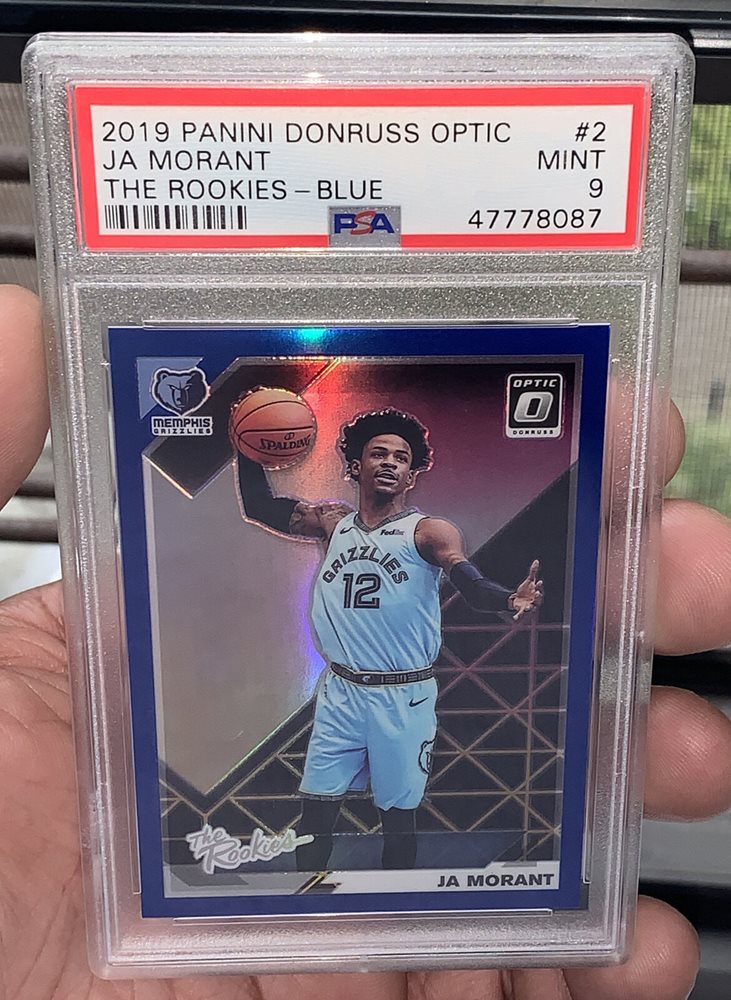 2019 PANINI DONRUSS OPTIC #2
JA MORANT MINT
THE ROOKIES – BLUE 9
PSA 47778087
MEMPHIS
GRIZZLIES
OPTIC
DONRUSS
SPALDING
FedEx
GRIZZLIES
12
The
Rookies
JA MORANT